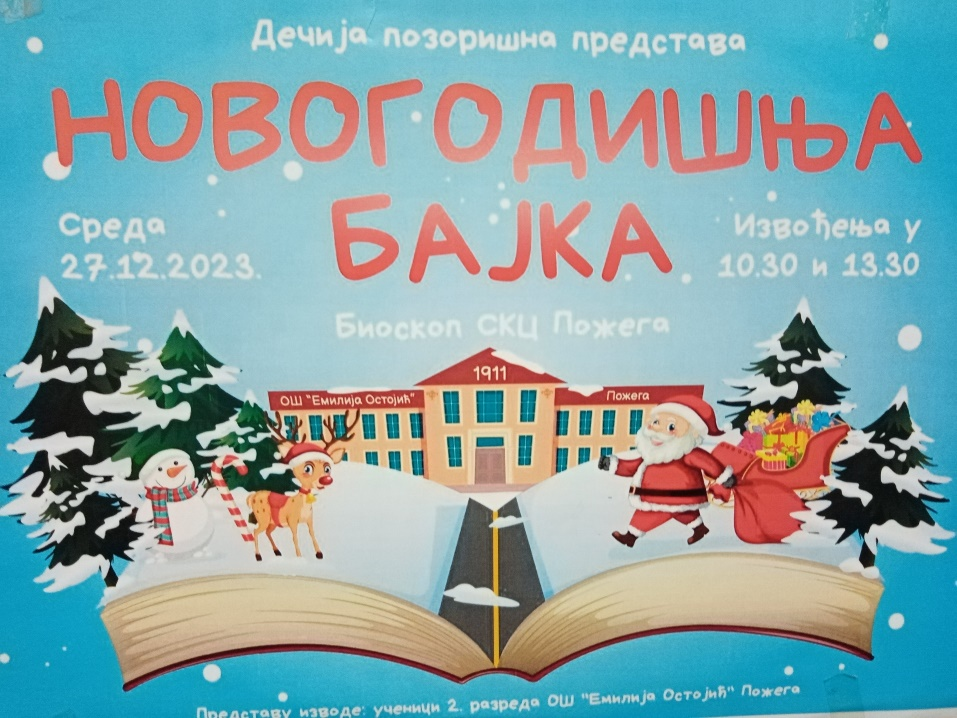 Дечија позоришна представа
НОВОГОДИШЊА
БАЈКА
Среда
27.12.2023.
Извођења у
10.30 и 13.30
Биоскоп СКЦ Пожега
1911
ОШ "Емилија Остојић"
Пожега
Представу изводе: ученици 2. разреда ОШ "Емилија Остојић" Пожега